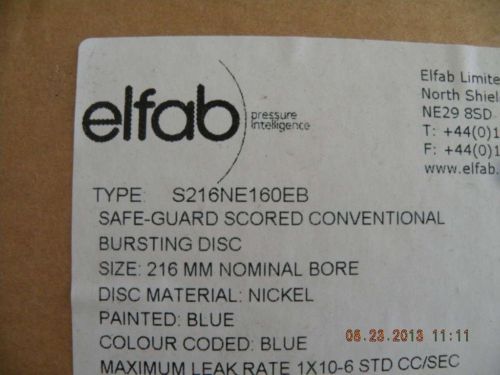 elfab
pressure
intelligence
Elfab Limite
North Shie
NE29 8SD
T: +44(0)1
F: +44(0)1
www.elfab.
TYPE: S216NE160EB
SAFE-GUARD SCORED CONVENTIONAL
BURSTING DISC
SIZE: 216 MM NOMINAL BORE
DISC MATERIAL: NICKEL
PAINTED: BLUE
COLOUR CODED: BLUE
MAXIMUM LEAK RATE 1X10-6 STD CC/SEC
08.23.2013 11:11